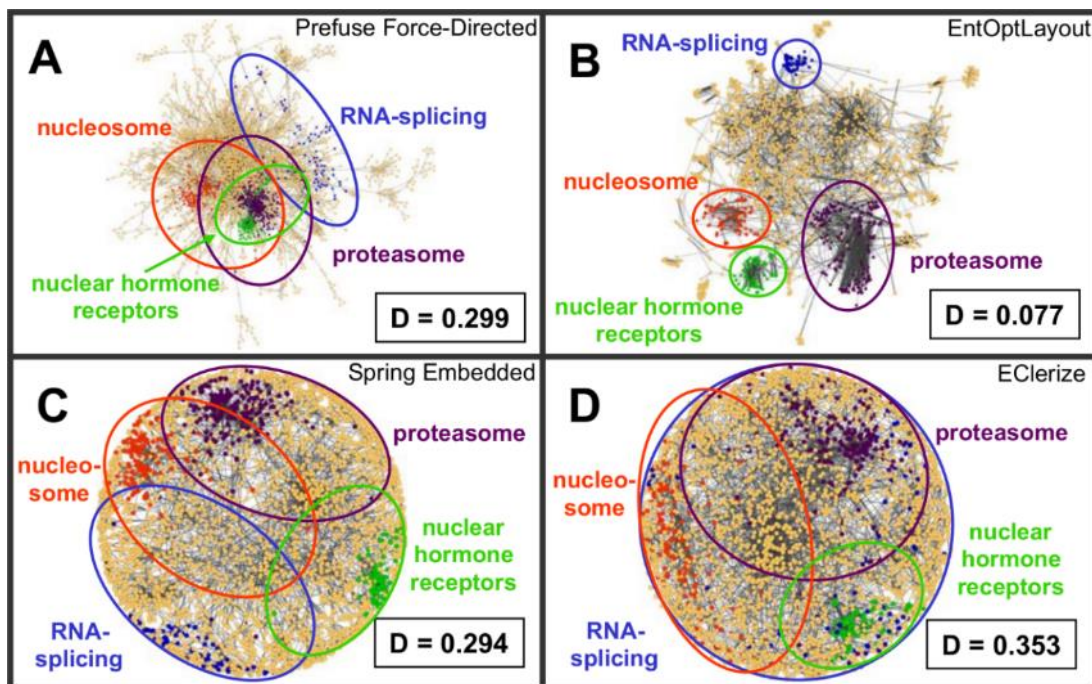 Prefuse Force-Directed
A
RNA-splicing
nucleosome
proteasome
nuclear hormone
receptors
D = 0.299
EntOptLayout
B
RNA-splicing
nucleosome
proteasome
nuclear hormone
receptors
D = 0.077
Spring Embedded
C
proteasome
nucleo-
some
nuclear
hormone
receptors
RNA-
splicing
D = 0.294
EClerize
D
proteasome
nucleo-
some
nuclear
hormone
receptors
RNA-
splicing
D = 0.353